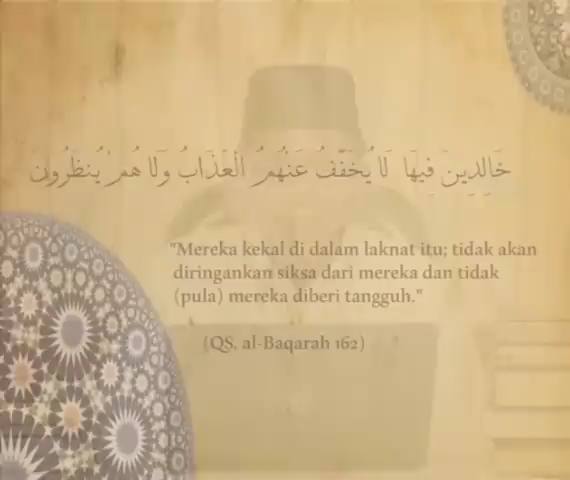 خَالِدِينَ فِيهَا لَا يُخَفَّفُ عَنْهُمُ الْعَذَابُ وَلَا هُمْ يُنظَرُونَ
"Mereka kekal di dalam laknat itu; tidak akan
diringankan siksa dari mereka dan tidak
(pula) mereka diberi tangguh."
(QS. al-Baqarah 162)